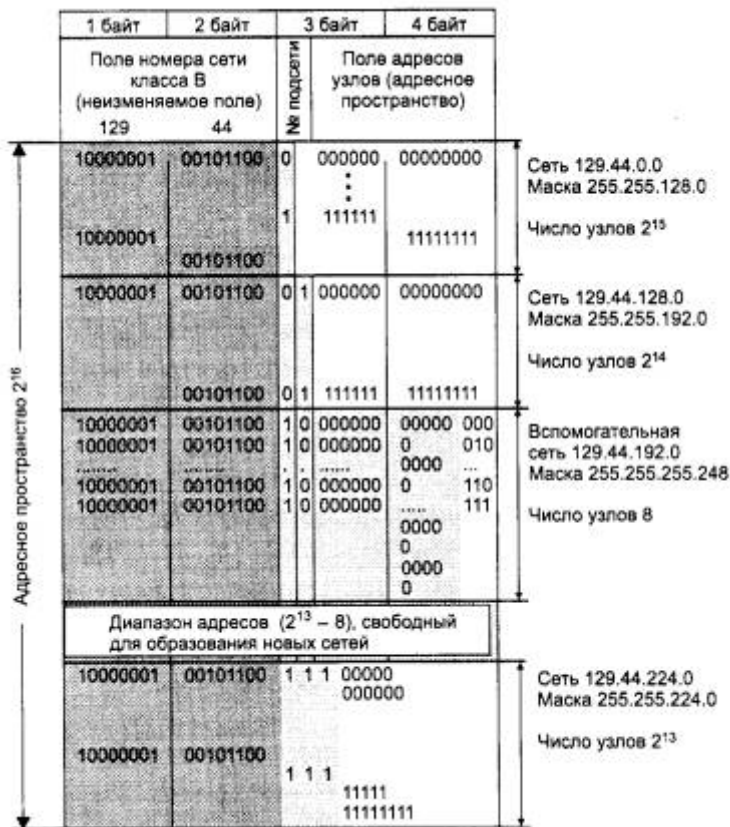 1 байт 2 байт 3 байт 4 байт
Поле номера сети
класса В
(неизменяемое поле)
129 44
№ подсети
Поле адресов
узлов (адресное
пространство)
Адресное пространство 2¹⁶
10000001 00101100 0 000000 00000000
1 111111
10000001 11111111
00101100
Сеть 129.44.0.0
Маска 255.255.128.0
Число узлов 2¹⁵
10000001 00101100 0 1 000000 00000000
00101100 0 1 111111 11111111
Сеть 129.44.128.0
Маска 255.255.192.0
Число узлов 2¹⁴
10000001 00101100 1 0 000000 00000 000
10000001 00101100 1 0 000000 0 010
....... ....... . . ...... 0000 ...
10000001 00101100 1 0 000000 0 110
10000001 00101100 1 0 000000 ..... 111
0000
0
0000
0
Вспомогательная
сеть 129.44.192.0
Маска 255.255.255.248
Число узлов 8
Диапазон адресов (2¹³ – 8), свободный
для образования новых сетей
10000001 00101100 1 1 1 00000
000000
10000001 00101100
1 1 1
11111
11111111
Сеть 129.44.224.0
Маска 255.255.224.0
Число узлов 2¹³